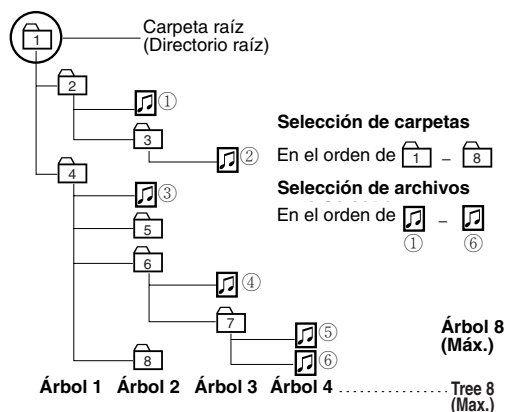 1
Carpeta raíz
(Directorio raíz)
2
①
3
②
Selección de carpetas
En el orden de 1 – 8
4
③
Selección de archivos
En el orden de –
① ⑥
5
6
④
7
⑤
⑥
8
Árbol 8
(Máx.)
Árbol 1 Árbol 2 Árbol 3 Árbol 4 ................ Tree 8
(Max.)